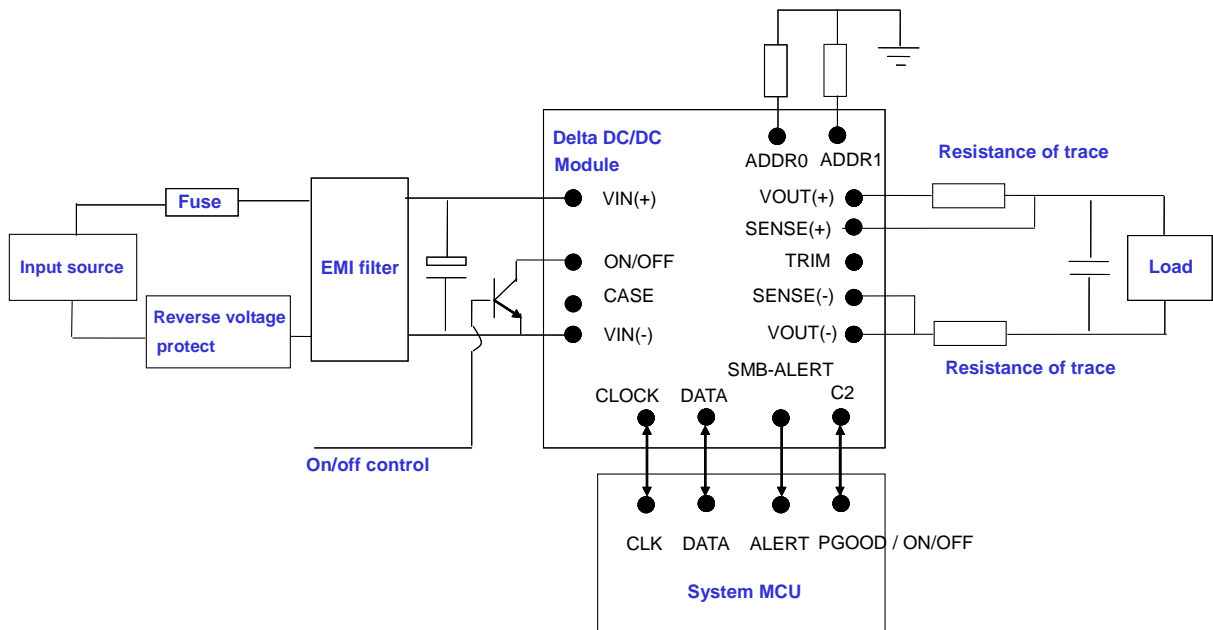 Delta DC/DC
Module
ADDR0 ADDR1
Resistance of trace
Fuse
VIN(+)
VOUT(+)
SENSE(+)
Input source
EMI filter
ON/OFF
TRIM
Load
CASE
SENSE(-)
Reverse voltage
protect
VIN(-)
VOUT(-)
SMB-ALERT
Resistance of trace
CLOCK DATA
C2
On/off control
CLK DATA ALERT PGOOD / ON/OFF
System MCU